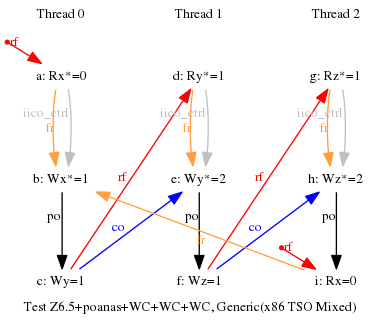 Thread 0 Thread 1 Thread 2
rf
a: Rx*=0 d: Ry*=1 g: Rz*=1
iico_ctrl iico_ctrl iico_ctrl
fr fr fr
rf rf
b: Wx*=1 e: Wy*=2 h: Wz*=2
po po po
co co
fr rf
c: Wy=1 f: Wz=1 i: Rx=0
Test Z6.5+poanas+WC+WC+WC, Generic(x86 TSO Mixed)